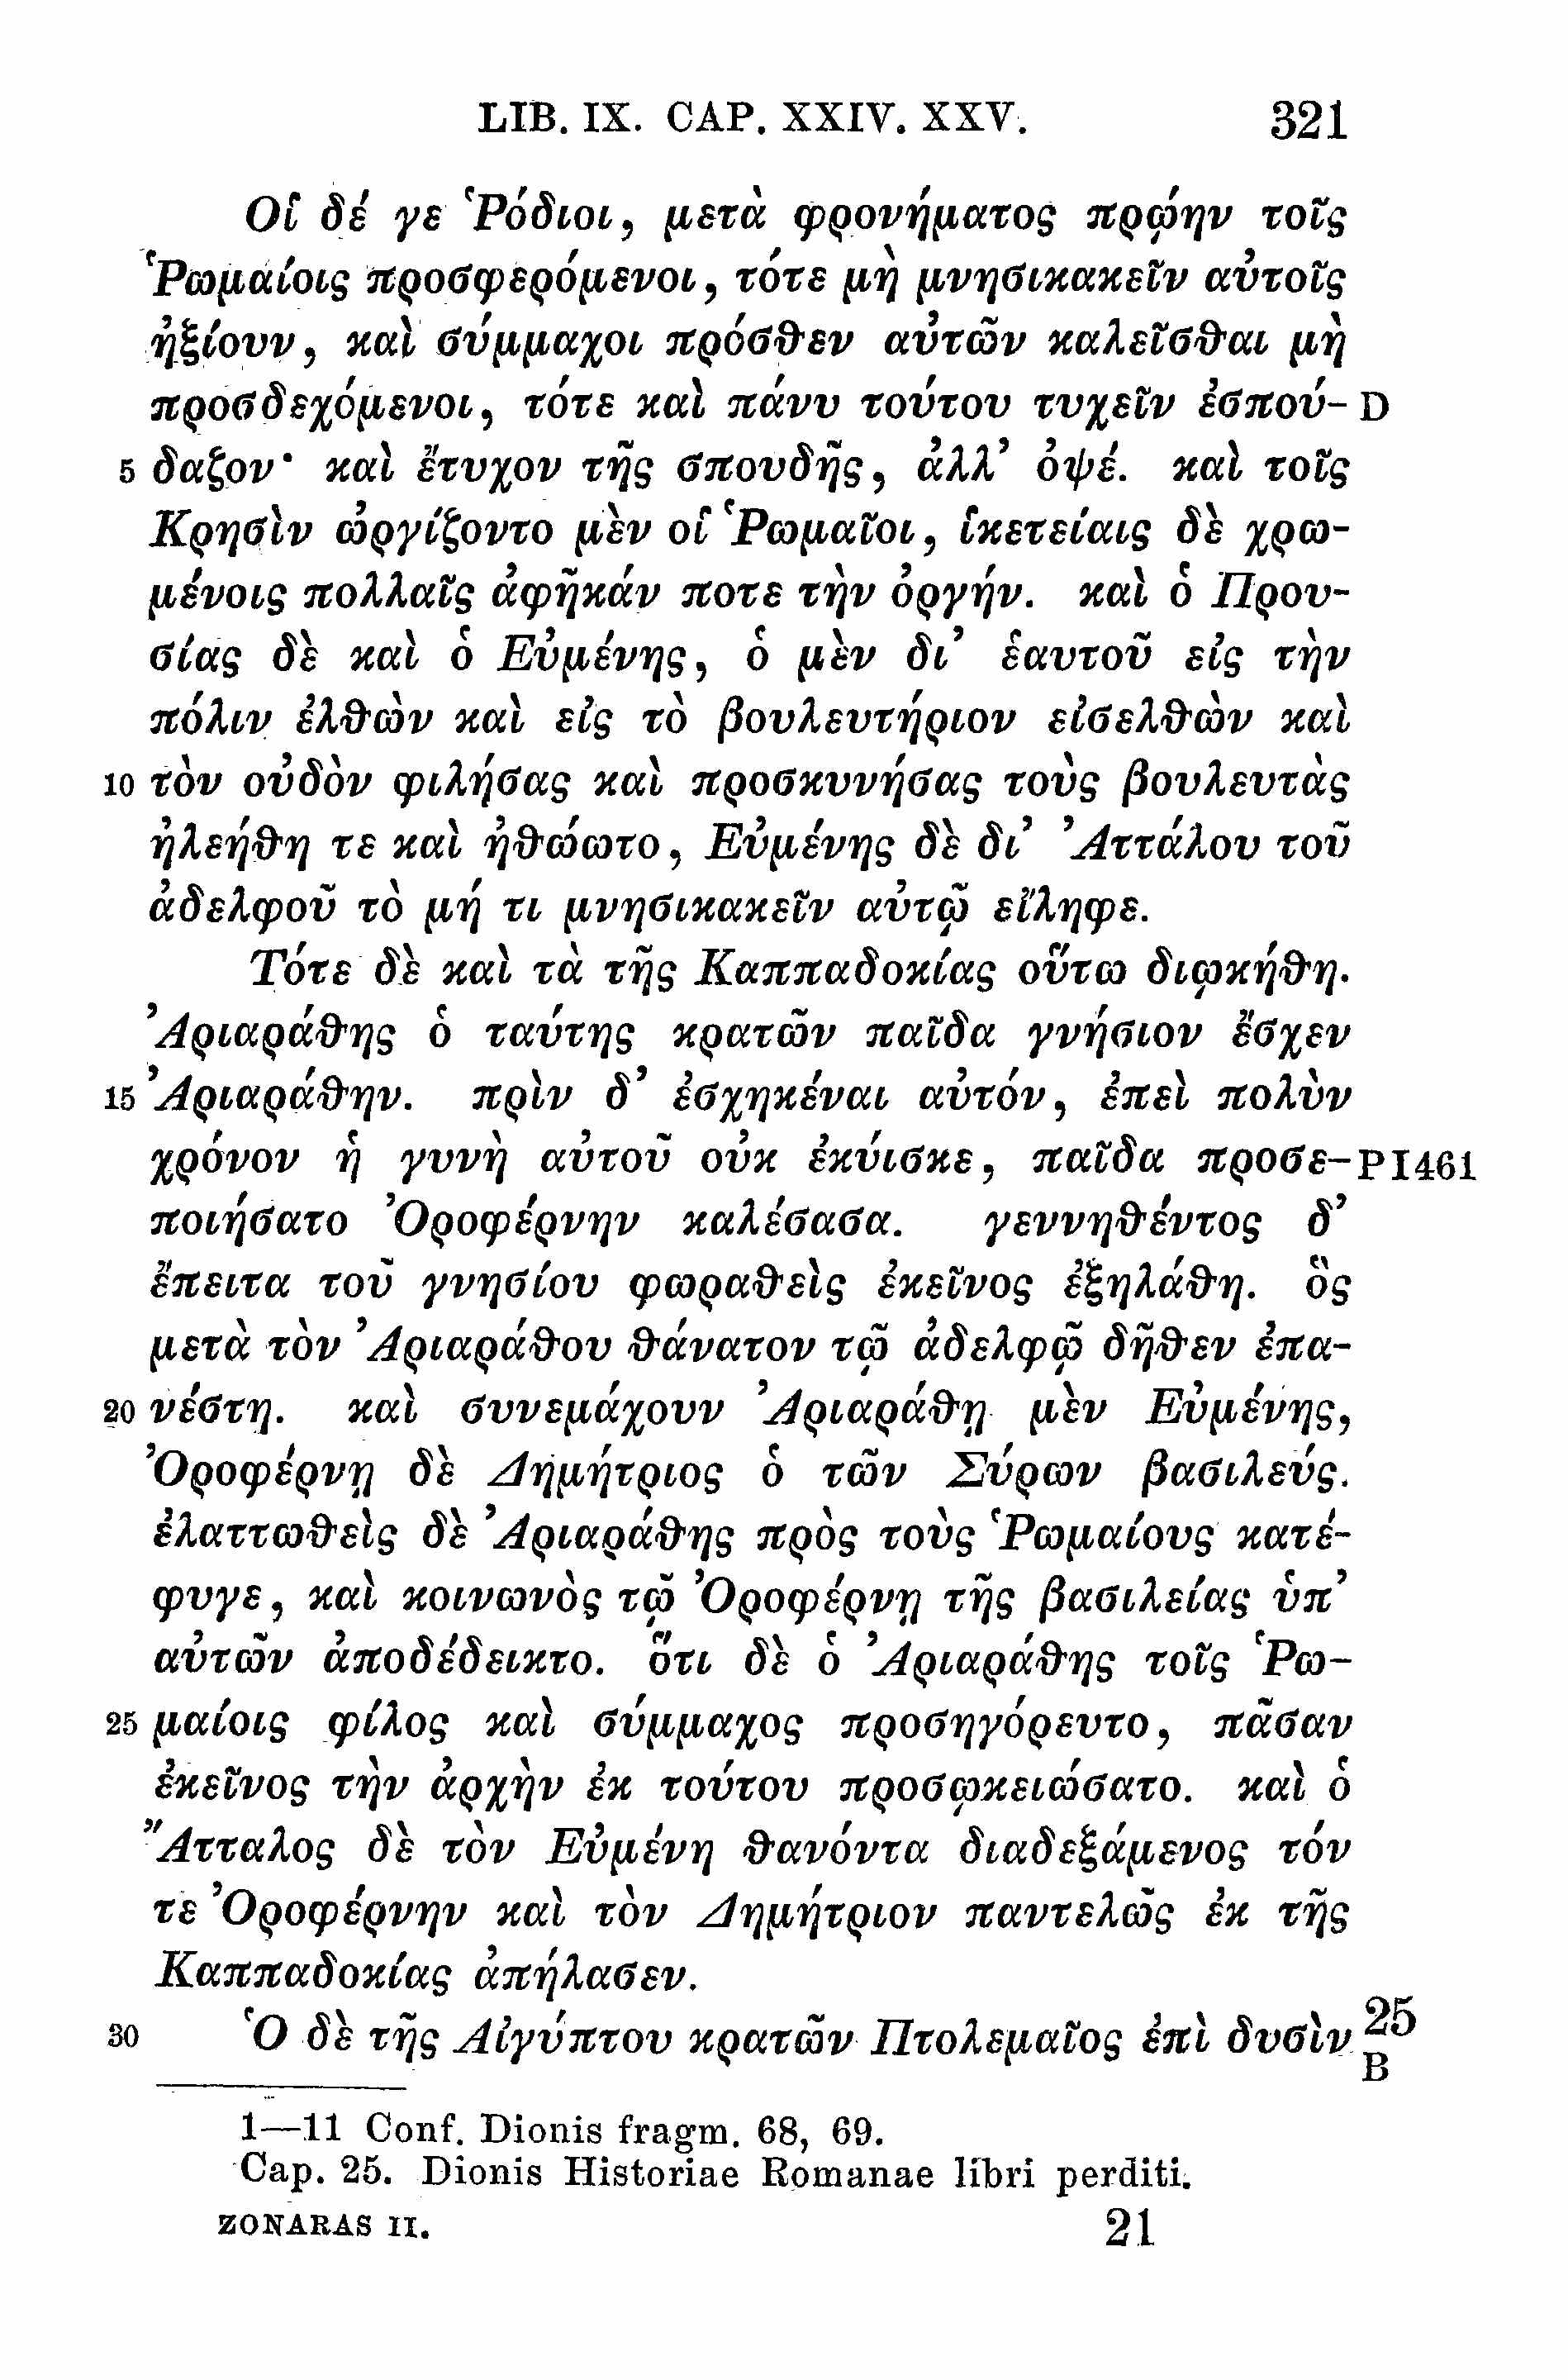 LIB. IX. CAP. XXIV. XXV. 321
Οἱ δέ γε Ῥόδιοι, μετὰ φρονήματος πρῴην τοῖς
Ῥωμαίοις προσφερόμενοι, τότε μὴ μνησικακεῖν αὐτοῖς
ἠξίουν, καὶ σύμμαχοι πρόσθεν αὐτῶν καλεῖσθαι μὴ
προσδεχόμενοι, τότε καὶ πάνυ τούτου τυχεῖν ἐσπού- D
5 δαζον· καὶ ἔτυχον τῆς σπουδῆς, ἀλλ’ ὀψέ. καὶ τοῖς
Κρησὶν ὠργίζοντο μὲν οἱ Ῥωμαῖοι, ἱκετείαις δὲ χρω-
μένοις πολλαῖς ἀφῆκάν ποτε τὴν ὀργήν. καὶ ὁ Πρου-
σίας δὲ καὶ ὁ Εὐμένης, ὁ μὲν δι’ ἑαυτοῦ εἰς τὴν
πόλιν ἐλθὼν καὶ εἰς τὸ βουλευτήριον εἰσελθὼν καὶ
10 τὸν οὐδὸν φιλήσας καὶ προσκυνήσας τοὺς βουλευτὰς
ἠλεήθη τε καὶ ἠθώωτο, Εὐμένης δὲ δι’ Ἀττάλου τοῦ
ἀδελφοῦ τὸ μή τι μνησικακεῖν αὐτῷ εἴληφε.
Τότε δὲ καὶ τὰ τῆς Καππαδοκίας οὕτω διῳκήθη.
Ἀριαράθης ὁ ταύτης κρατῶν παῖδα γνήσιον ἔσχεν
15 Ἀριαράθην. πρὶν δ’ ἐσχηκέναι αὐτόν, ἐπεὶ πολὺν
χρόνον ἡ γυνὴ αὐτοῦ οὐκ ἐκύισκε, παῖδα προσε- P I 461
ποιήσατο Ὀροφέρνην καλέσασα. γεννηθέντος δ’
ἔπειτα τοῦ γνησίου φωραθεὶς ἐκεῖνος ἐξηλάθη. ὃς
μετὰ τὸν Ἀριαράθου θάνατον τῷ ἀδελφῷ δῆθεν ἐπα-
20 νέστη. καὶ συνεμάχουν Ἀριαράθῃ μὲν Εὐμένης,
Ὀροφέρνῃ δὲ Δημήτριος ὁ τῶν Σύρων βασιλεύς.
ἐλαττωθεὶς δὲ Ἀριαράθης πρὸς τοὺς Ῥωμαίους κατέ-
φυγε, καὶ κοινωνὸς τῷ Ὀροφέρνῃ τῆς βασιλείας ὑπ’
αὐτῶν ἀποδέδεικτο. ὅτι δὲ ὁ Ἀριαράθης τοῖς Ῥω-
25 μαίοις φίλος καὶ σύμμαχος προσηγόρευτο, πᾶσαν
ἐκεῖνος τὴν ἀρχὴν ἐκ τούτου προσῳκειώσατο. καὶ ὁ
Ἄτταλος δὲ τὸν Εὐμένη θανόντα διαδεξάμενος τόν
τε Ὀροφέρνην καὶ τὸν Δημήτριον παντελῶς ἐκ τῆς
Καππαδοκίας ἀπήλασεν.
30 Ὁ δὲ τῆς Αἰγύπτου κρατῶν Πτολεμαῖος ἐπὶ δυσὶν 25
B
1—11 Conf. Dionis fragm. 68, 69.
Cap. 25. Dionis Historiae Romanae libri perditi.
ZONARAS II. 21